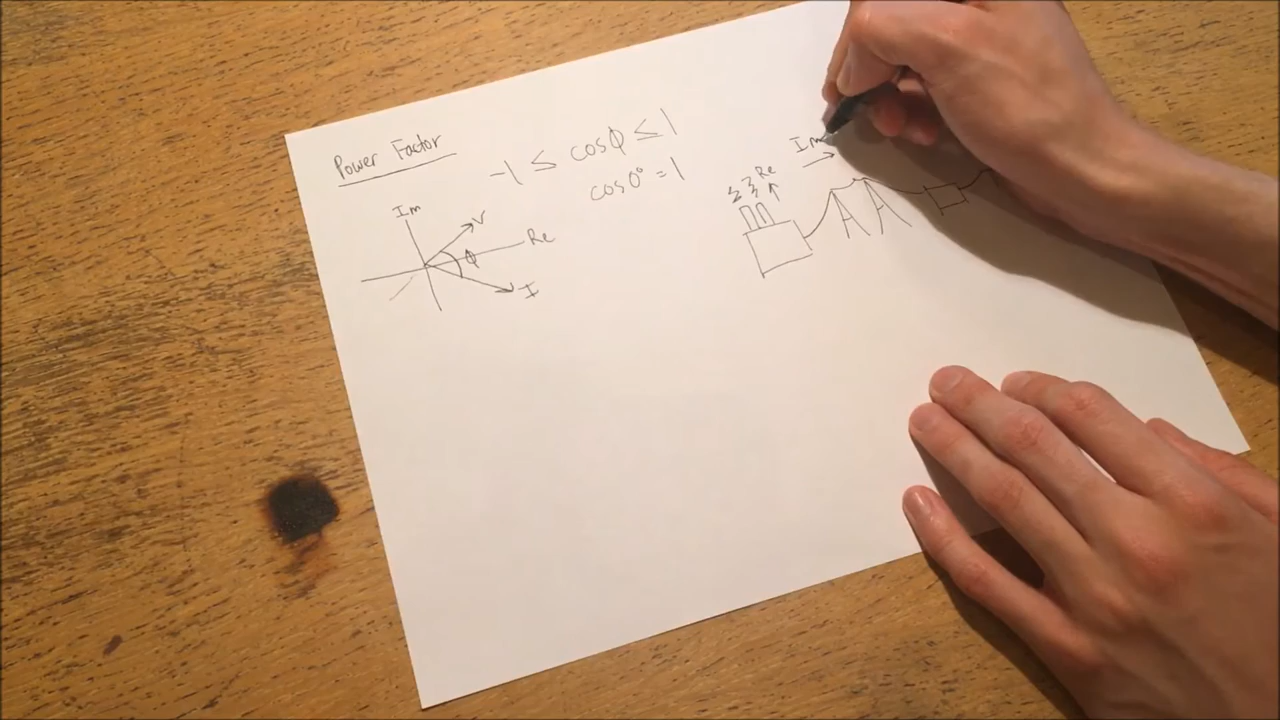 Power Factor
-1 ≤ cosϕ ≤ 1
cos0° = 1
Im
V
Re
ϕ
I
Im
Re